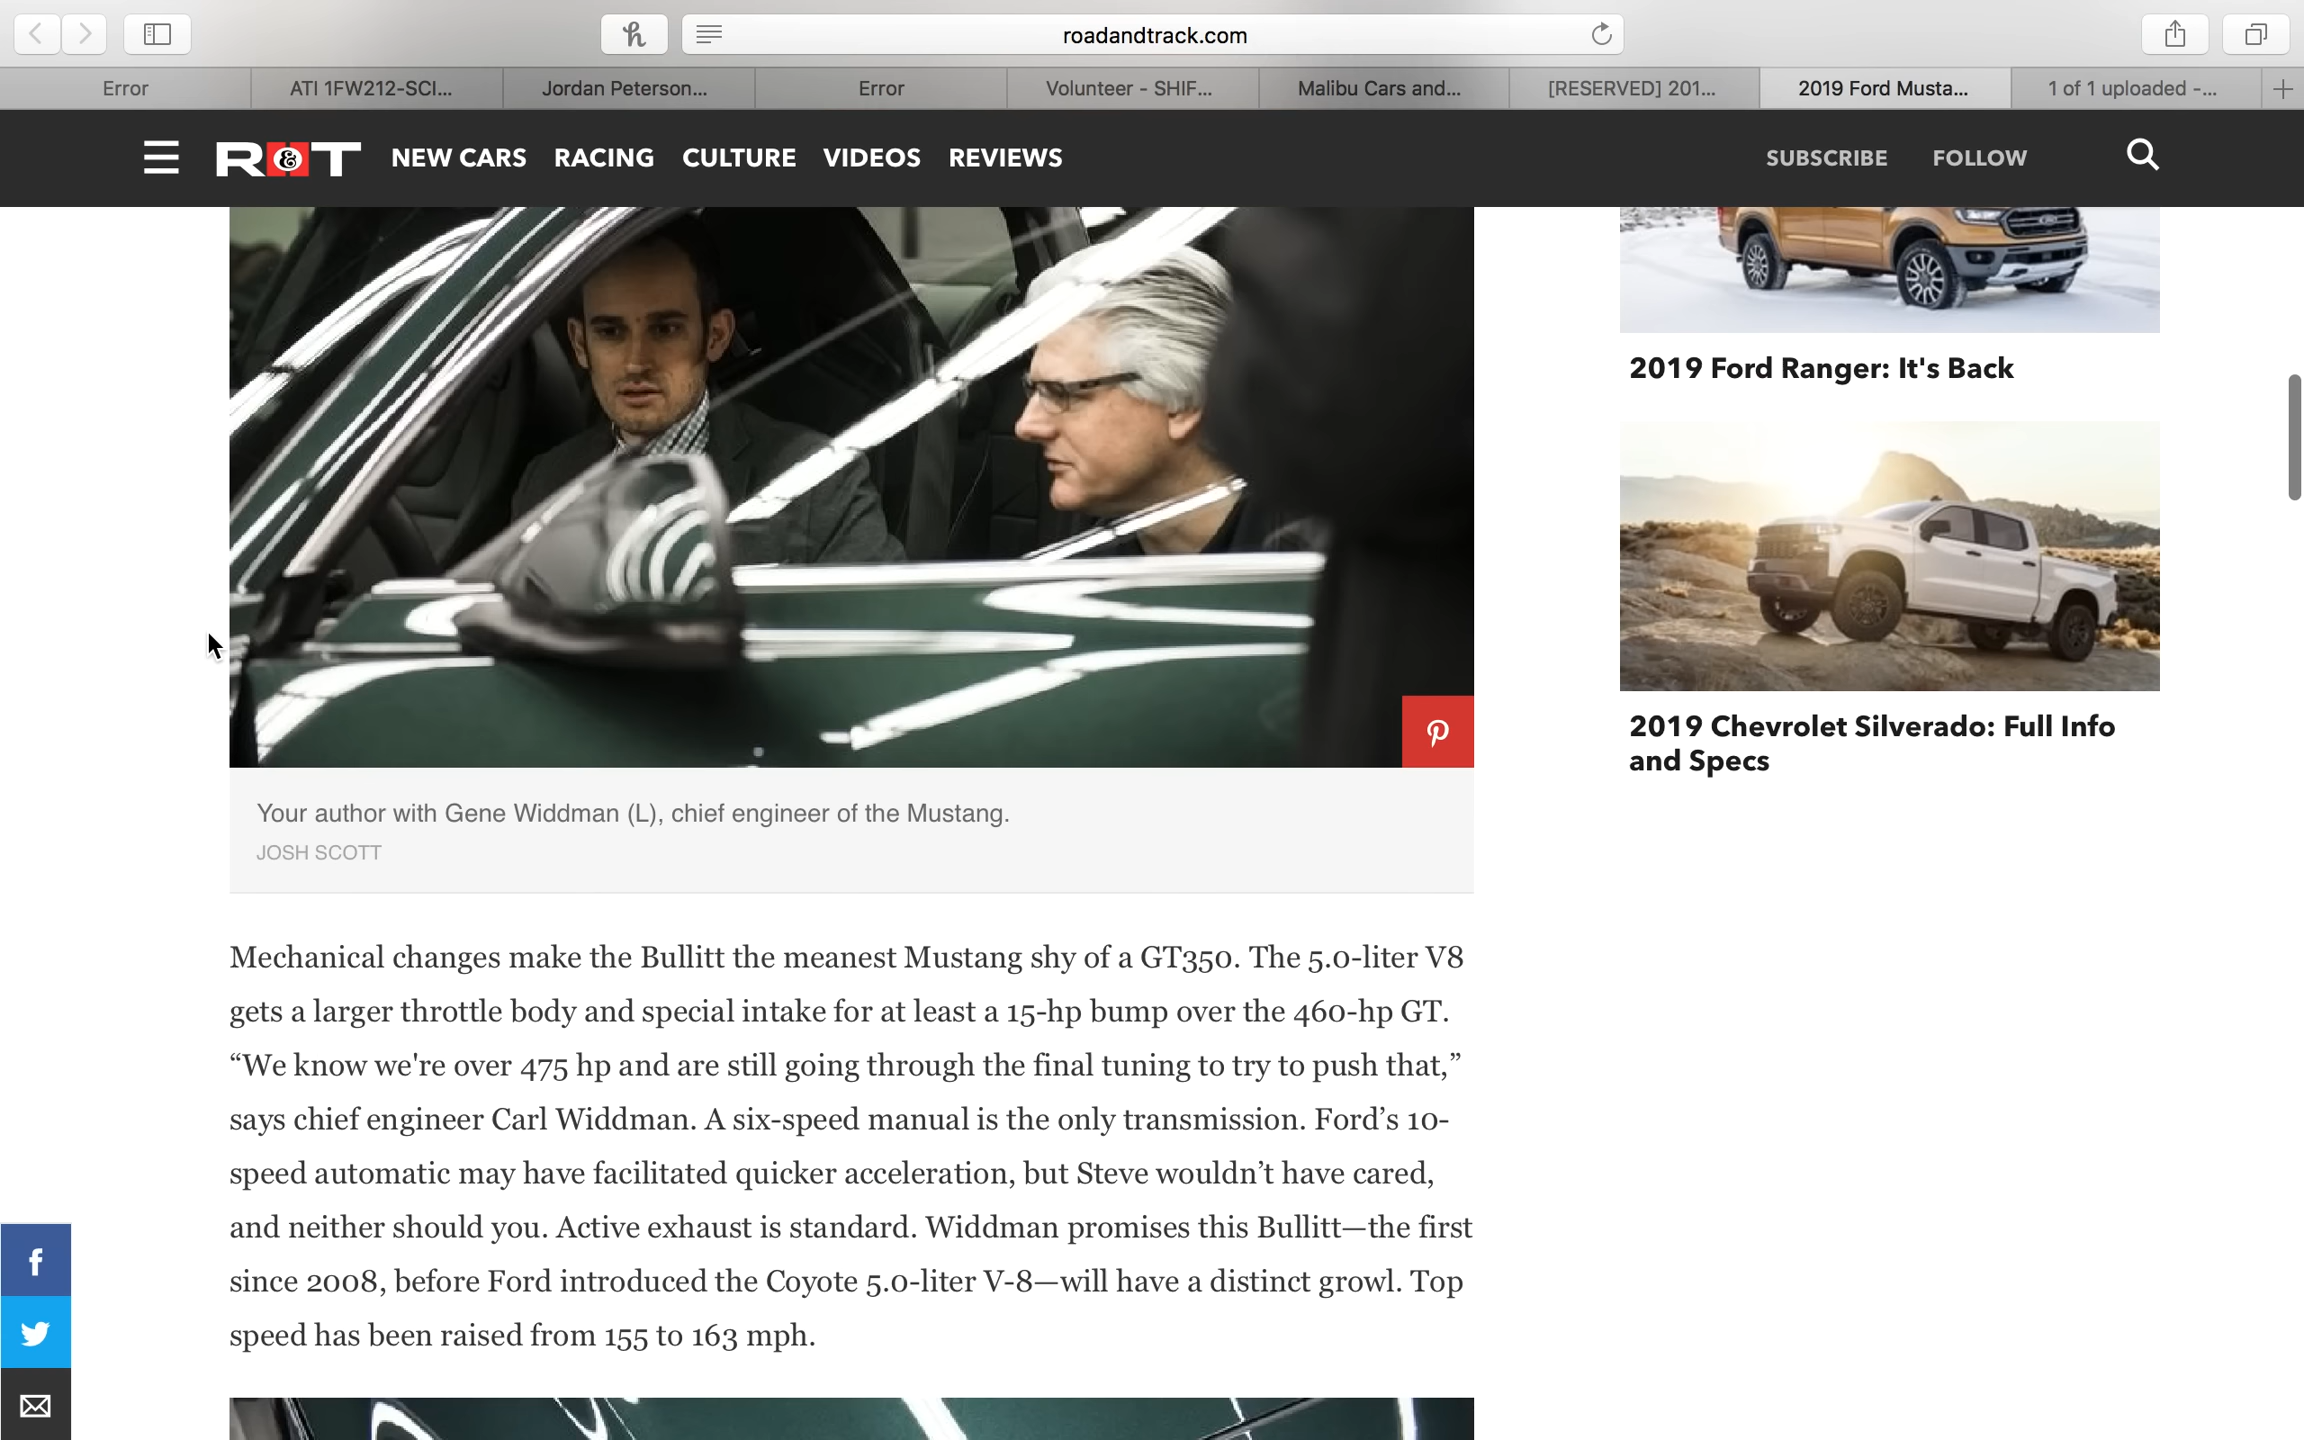 roadandtrack.com
Error
ATI 1FW212-SCI...
Jordan Peterson...
Error
Volunteer - SHIF...
Malibu Cars and...
[RESERVED] 201...
2019 Ford Musta...
1 of 1 uploaded -...
R&T
NEW CARS
RACING
CULTURE
VIDEOS
REVIEWS
SUBSCRIBE
FOLLOW
2019 Ford Ranger: It's Back
2019 Chevrolet Silverado: Full Info
and Specs
Your author with Gene Widdman (L), chief engineer of the Mustang.
JOSH SCOTT
Mechanical changes make the Bullitt the meanest Mustang shy of a GT350. The 5.0-liter V8
gets a larger throttle body and special intake for at least a 15-hp bump over the 460-hp GT.
“We know we're over 475 hp and are still going through the final tuning to try to push that,”
says chief engineer Carl Widdman. A six-speed manual is the only transmission. Ford’s 10-
speed automatic may have facilitated quicker acceleration, but Steve wouldn’t have cared,
and neither should you. Active exhaust is standard. Widdman promises this Bullitt—the first
since 2008, before Ford introduced the Coyote 5.0-liter V-8—will have a distinct growl. Top
speed has been raised from 155 to 163 mph.